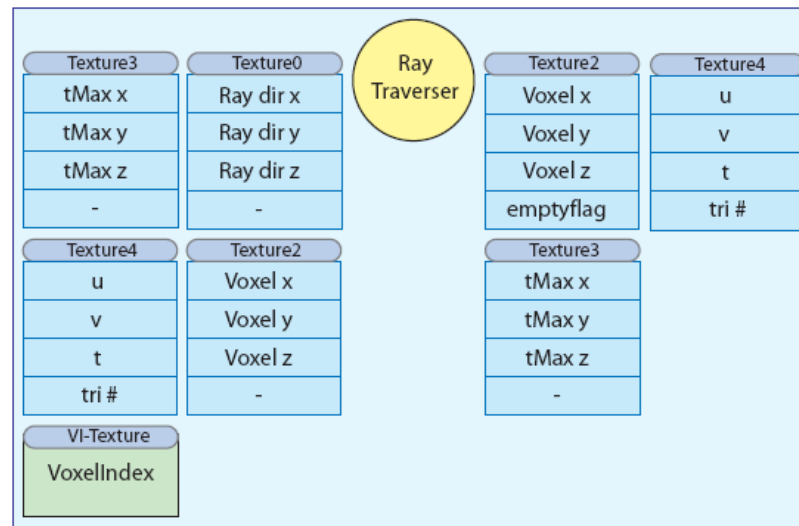 Texture3
tMax x
tMax y
tMax z
-
Texture0
Ray dir x
Ray dir y
Ray dir z
-
Texture4
u
v
t
tri #
Texture2
Voxel x
Voxel y
Voxel z
-
VI-Texture
VoxelIndex
Ray
Traverser
Texture2
Voxel x
Voxel y
Voxel z
emptyflag
Texture4
u
v
t
tri #
Texture3
tMax x
tMax y
tMax z
-